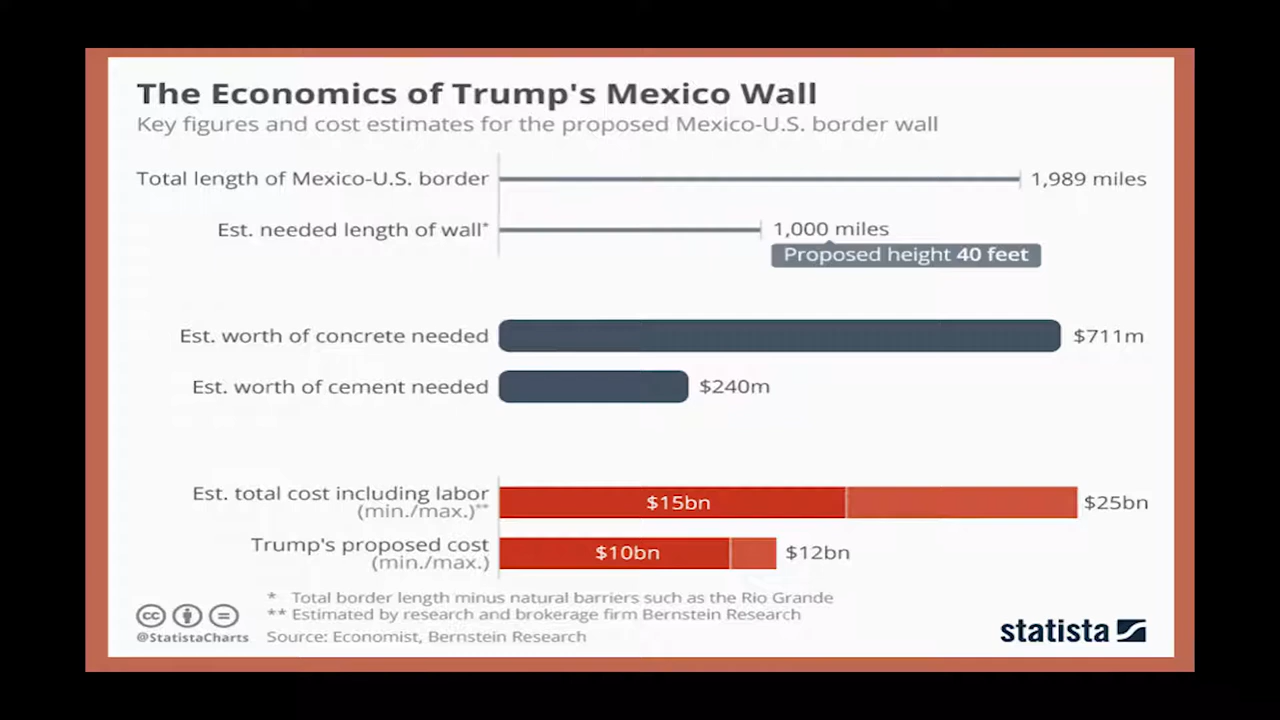 The Economics of Trump's Mexico Wall
Key figures and cost estimates for the proposed Mexico-U.S. border wall
Total length of Mexico-U.S. border 1,989 miles
Est. needed length of wall* 1,000 miles
Proposed height 40 feet
Est. worth of concrete needed $711m
Est. worth of cement needed $240m
Est. total cost including labor
(min./max.)** $15bn $25bn
Trump's proposed cost
(min./max.) $10bn $12bn
* Total border length minus natural barriers such as the Rio Grande
** Estimated by research and brokerage firm Bernstein Research
cc
@StatistaCharts Source: Economist, Bernstein Research
statista